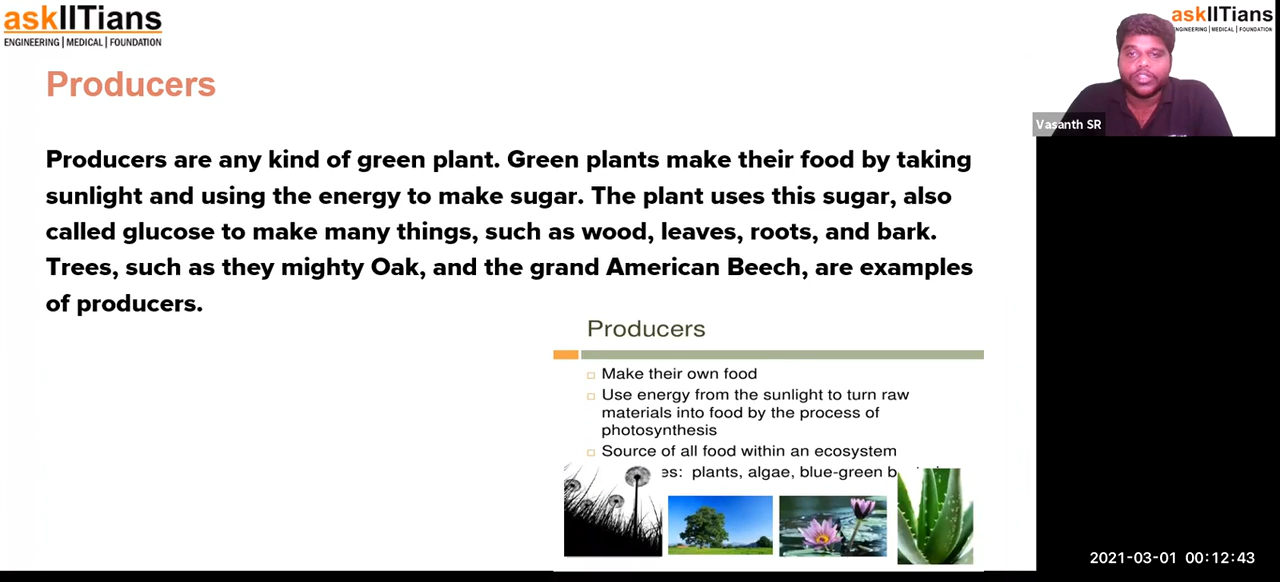 askIITians
ENGINEERING | MEDICAL | FOUNDATION
askIITians
ENGINEERING | MEDICAL | FOUNDATION
Vasanth SR
Producers
Producers are any kind of green plant. Green plants make their food by taking
sunlight and using the energy to make sugar. The plant uses this sugar, also
called glucose to make many things, such as wood, leaves, roots, and bark.
Trees, such as they mighty Oak, and the grand American Beech, are examples
of producers.
Producers
Make their own food
Use energy from the sunlight to turn raw
materials into food by the process of
photosynthesis
Source of all food within an ecosystem
plants, algae, blue-green
2021-03-01 00:12:43